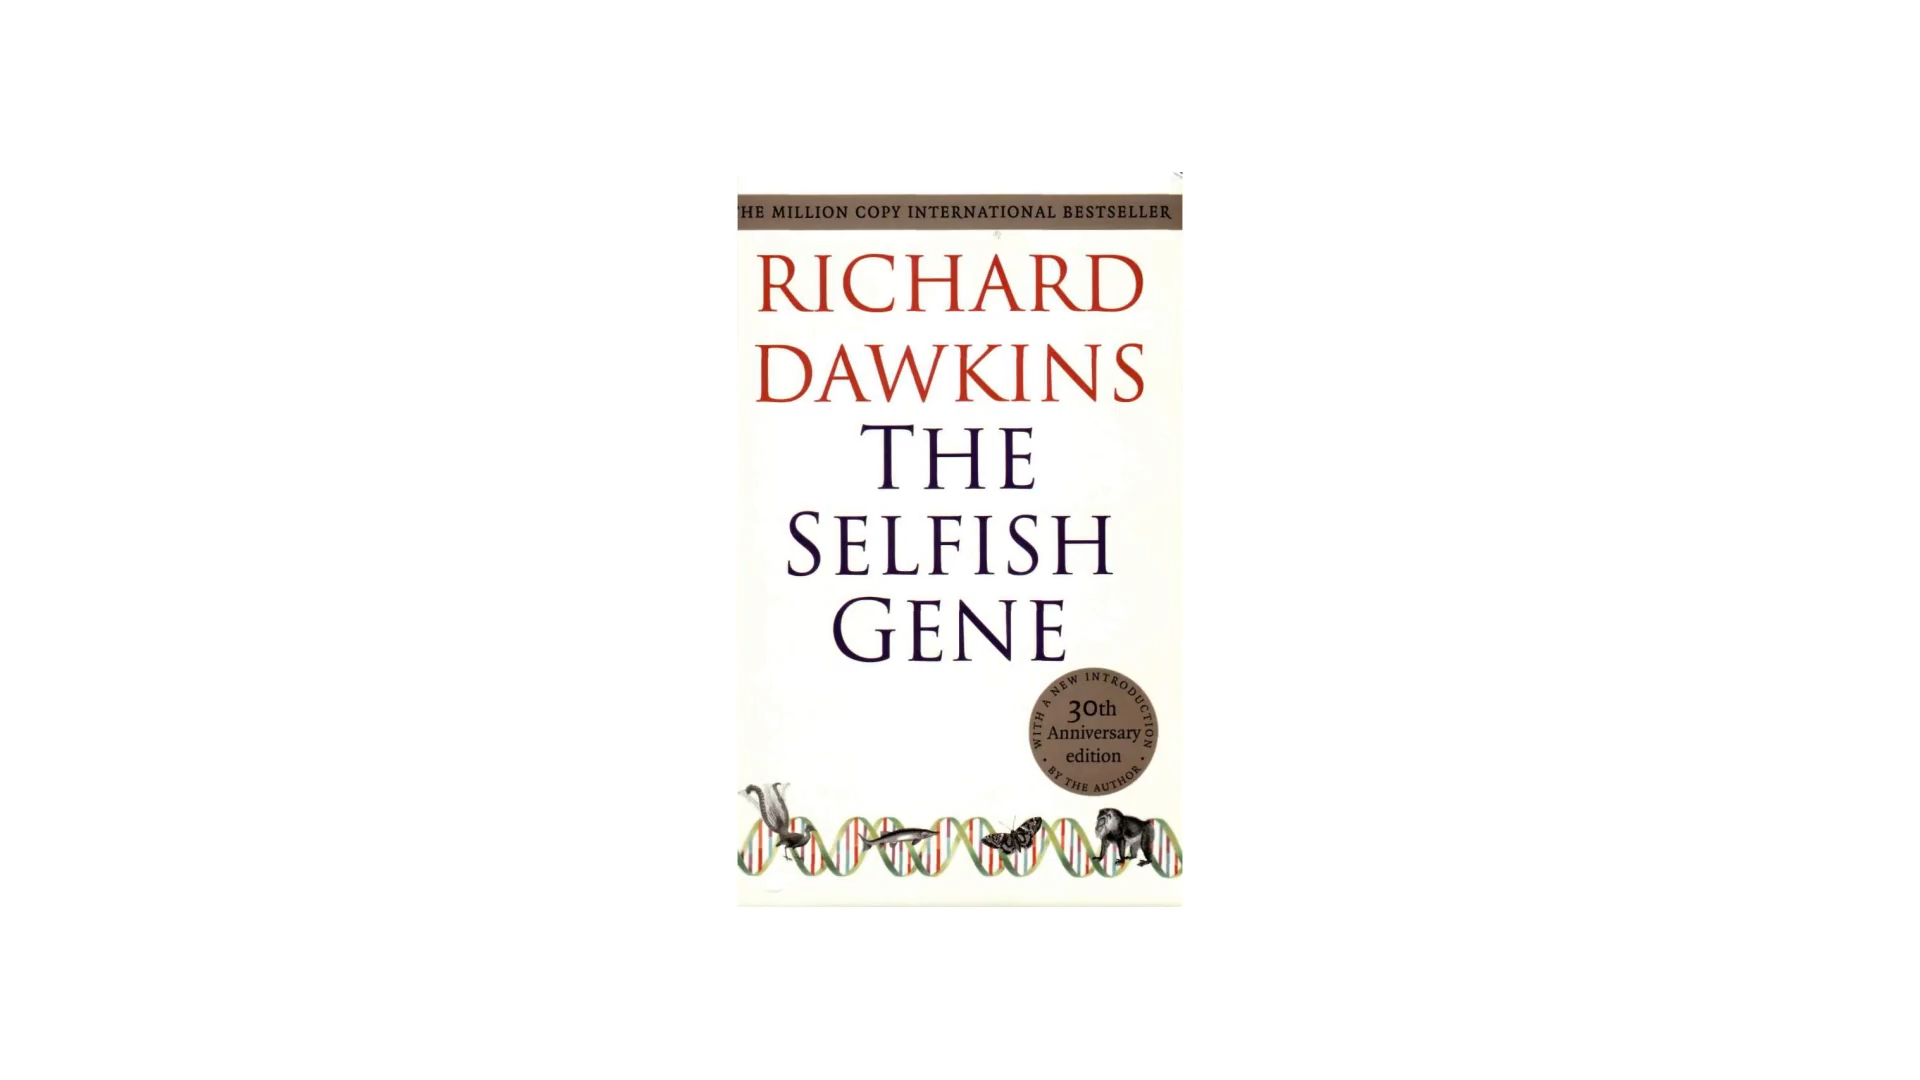 HE MILLION COPY INTERNATIONAL BESTSELLER
RICHARD
DAWKINS
THE
SELFISH
GENE
WITH A NEW INTRODUCTION
30th
Anniversary
edition
• BY THE AUTHOR •